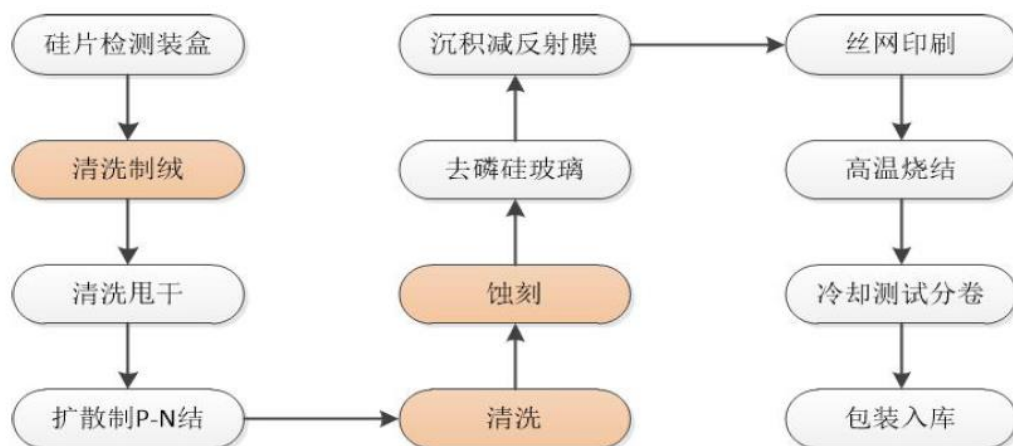 硅片检测装盒
清洗制绒
清洗甩干
扩散制P-N结
清洗
蚀刻
去磷硅玻璃
沉积减反射膜
丝网印刷
高温烧结
冷却测试分卷
包装入库